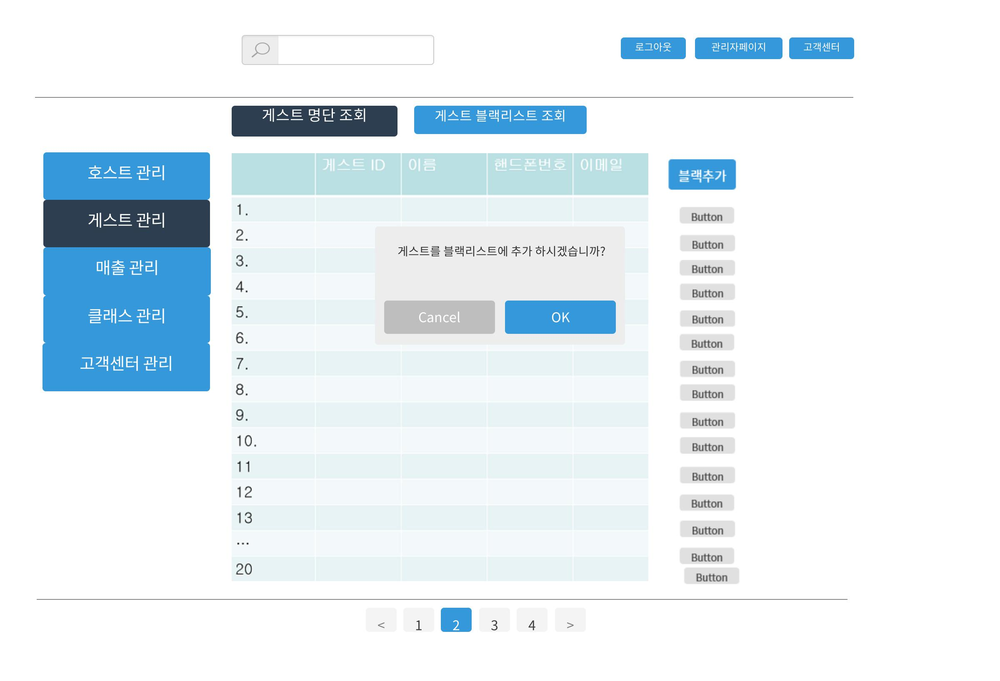 로그아웃 관리자페이지 고객센터
게스트 명단 조회 게스트 블랙리스트 조회
호스트 관리
게스트 관리
매출 관리
클래스 관리
고객센터 관리
게스트 ID 이름 핸드폰번호 이메일
블랙추가
1. Button
2. Button
3. Button
4. Button
5. Button
6. Button
7. Button
8. Button
9. Button
10. Button
11 Button
12 Button
13 Button
... Button
20 Button
게스트를 블랙리스트에 추가 하시겠습니까?
Cancel OK
< 1 2 3 4 >